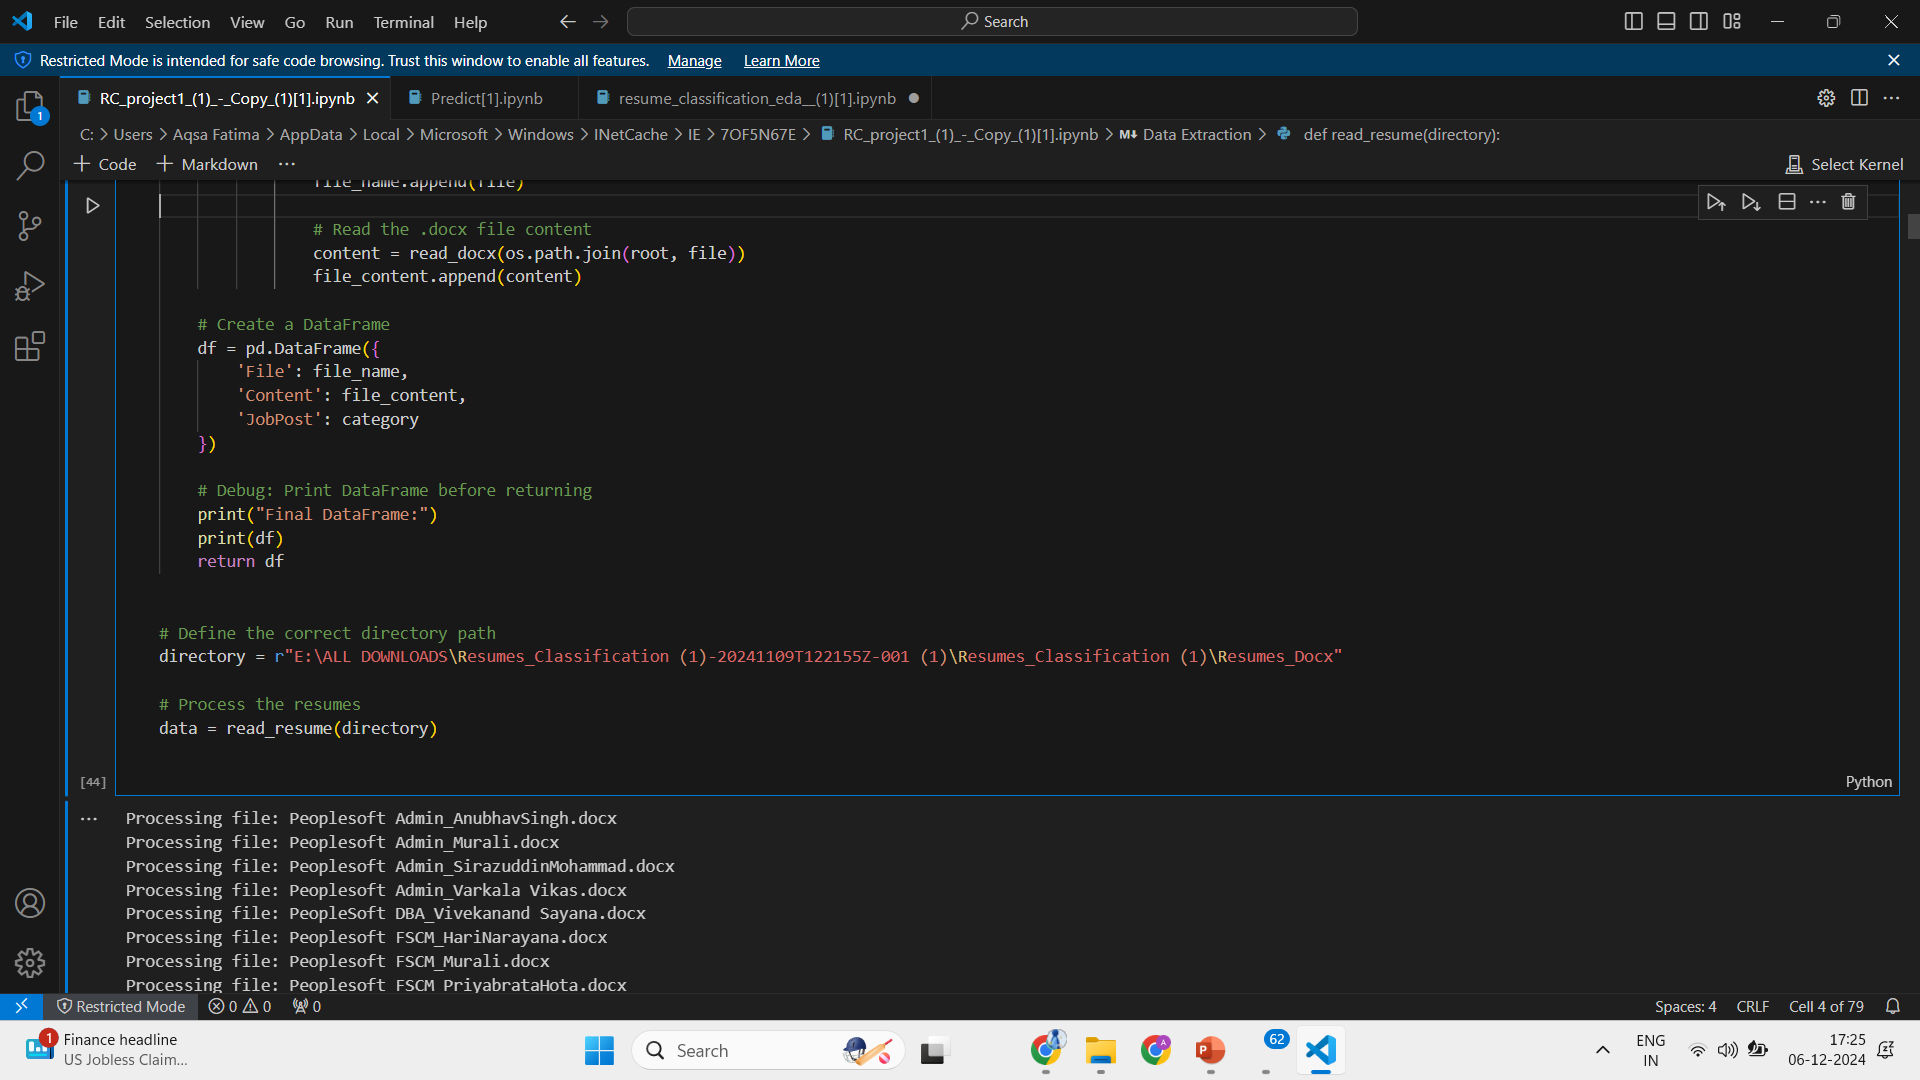 File Edit Selection View Go Run Terminal Help
Search
Restricted Mode is intended for safe code browsing. Trust this window to enable all features. Manage Learn More
1
RC_project1_(1)_-_Copy_(1)[1].ipynb
Predict[1].ipynb
resume_classification_eda__(1)[1].ipynb
C: > Users > Aqsa Fatima > AppData > Local > Microsoft > Windows > INetCache > IE > 7OF5N67E > RC_project1_(1)_-_Copy_(1)[1].ipynb > M↓ Data Extraction > def read_resume(directory):
+ Code + Markdown ...
Select Kernel
file_name.append(file)
# Read the .docx file content
content = read_docx(os.path.join(root, file))
file_content.append(content)
# Create a DataFrame
df = pd.DataFrame({
'File': file_name,
'Content': file_content,
'JobPost': category
})
# Debug: Print DataFrame before returning
print("Final DataFrame:")
print(df)
return df
# Define the correct directory path
directory = r"E:\ALL DOWNLOADS\Resumes_Classification (1)-20241109T122155Z-001 (1)\Resumes_Classification (1)\Resumes_Docx"
# Process the resumes
data = read_resume(directory)
[44]
Python
Processing file: Peoplesoft Admin_AnubhavSingh.docx
Processing file: Peoplesoft Admin_Murali.docx
Processing file: Peoplesoft Admin_SirazuddinMohammad.docx
Processing file: Peoplesoft Admin_Varkala Vikas.docx
Processing file: PeopleSoft DBA_Vivekanand Sayana.docx
Processing file: Peoplesoft FSCM_HariNarayana.docx
Processing file: Peoplesoft FSCM_Murali.docx
Processing file: Peoplesoft FSCM_PriyabrataHota.docx
Restricted Mode 0 0 0
Spaces: 4 CRLF Cell 4 of 79
1
Finance headline
US Jobless Claim...
Search
A
P
62
ENG
IN
17:25
06-12-2024